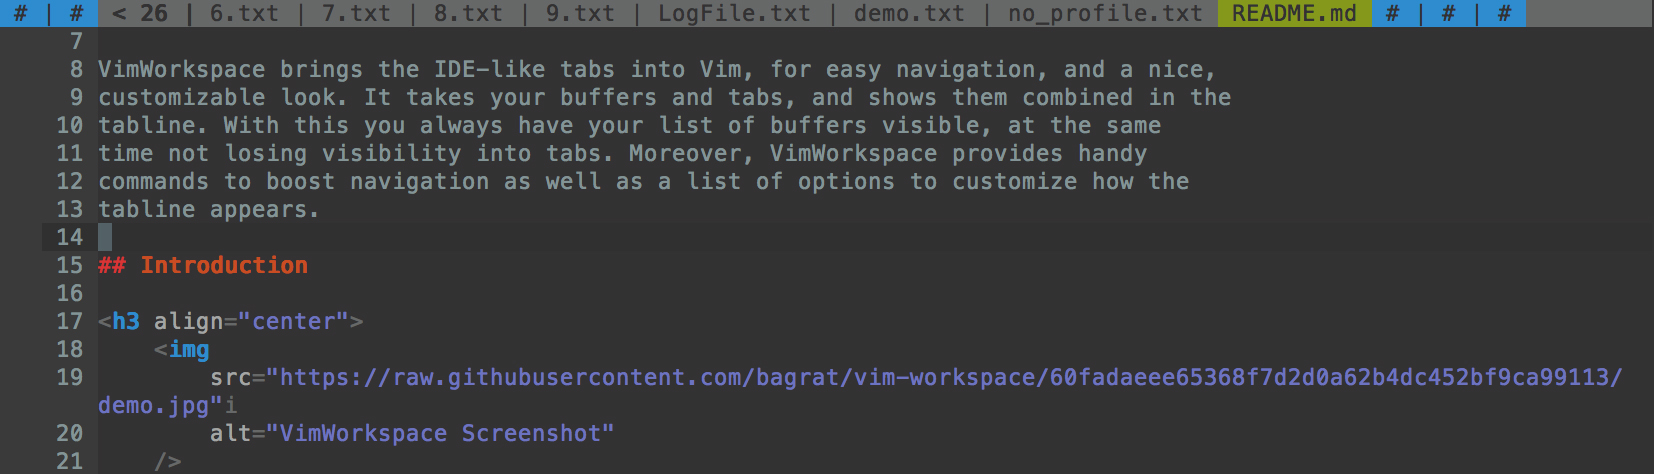 # | # < 26 | 6.txt | 7.txt | 8.txt | 9.txt | LogFile.txt | demo.txt | no_profile.txt README.md # | # | #
7
8 VimWorkspace brings the IDE-like tabs into Vim, for easy navigation, and a nice,
9 customizable look. It takes your buffers and tabs, and shows them combined in the
10 tabline. With this you always have your list of buffers visible, at the same
11 time not losing visibility into tabs. Moreover, VimWorkspace provides handy
12 commands to boost navigation as well as a list of options to customize how the
13 tabline appears.
14
15 ## Introduction
16
17 <h3 align="center">
18     <img
19         src="https://raw.githubusercontent.com/bagrat/vim-workspace/60fadaeee65368f7d2d0a62b4dc452bf9ca99113/
demo.jpg"i
20         alt="VimWorkspace Screenshot"
21     />